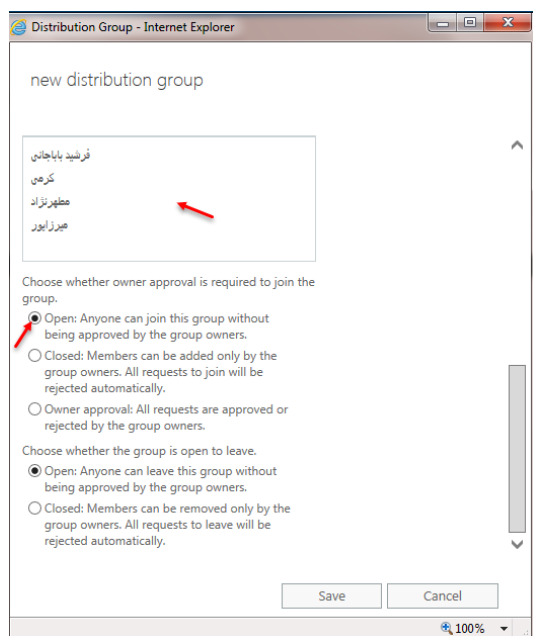 Distribution Group - Internet Explorer
new distribution group
فرشید باباجانی
کرمی
مطهرنژاد
میرزاپور
Choose whether owner approval is required to join the
group.
Open: Anyone can join this group without
being approved by the group owners.
Closed: Members can be added only by the
group owners. All requests to join will be
rejected automatically.
Owner approval: All requests are approved or
rejected by the group owners.
Choose whether the group is open to leave.
Open: Anyone can leave this group without
being approved by the group owners.
Closed: Members can be removed only by the
group owners. All requests to leave will be
rejected automatically.
Save
Cancel
100%